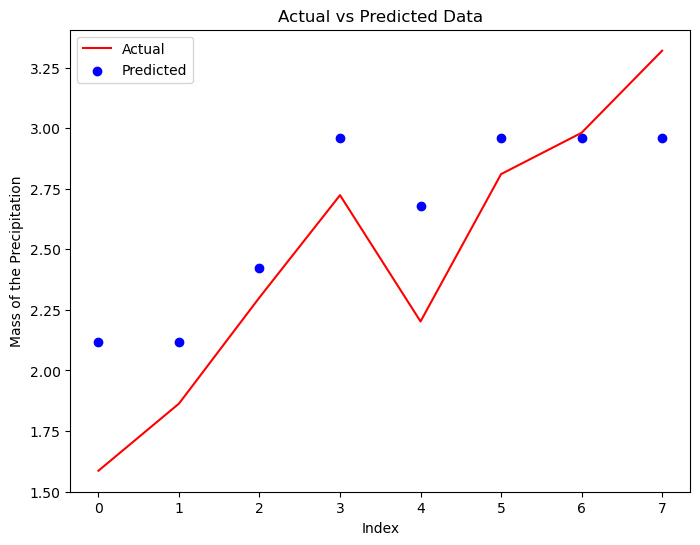 Actual vs Predicted Data
Actual
Predicted
Mass of the Precipitation
3.25
3.00
2.75
2.50
2.25
2.00
1.75
1.50
0 1 2 3 4 5 6 7
Index